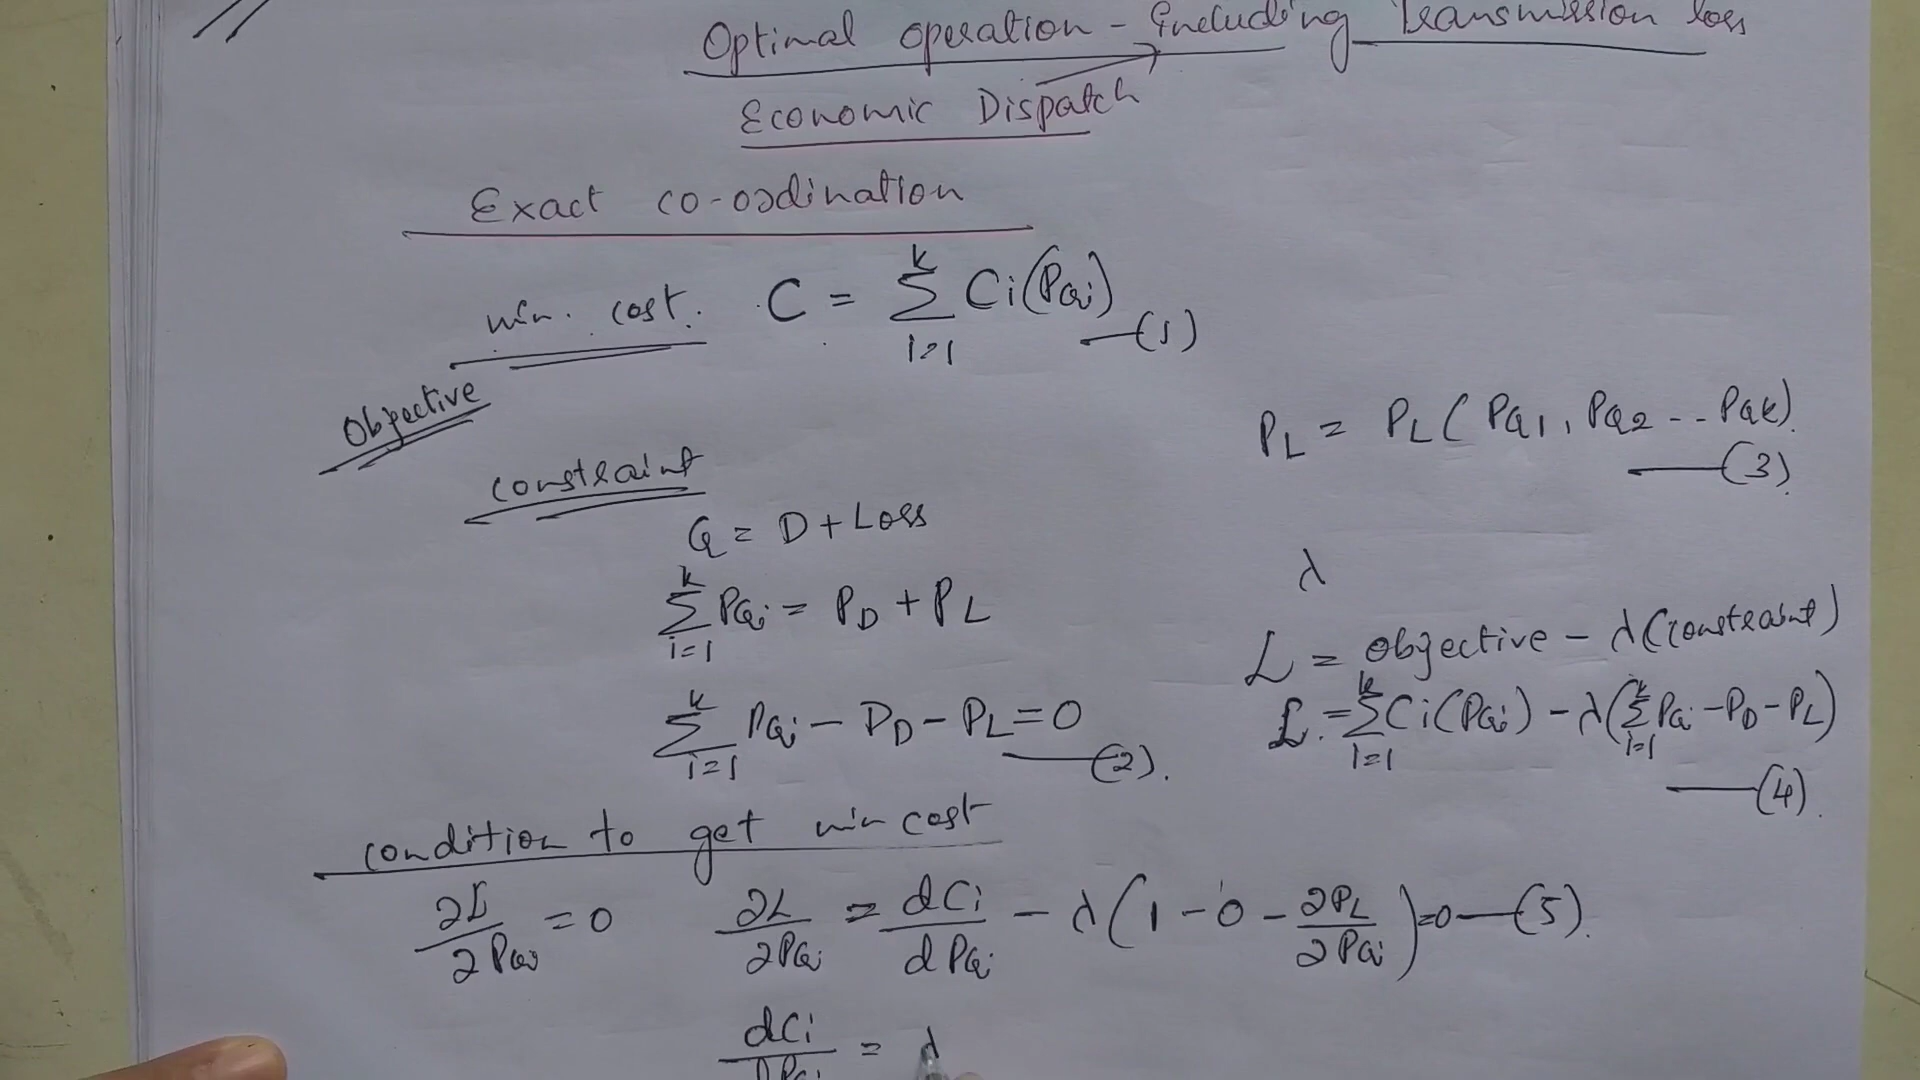 Optimal operation - Including Transmission loss
Economic Dispatch
Exact co-ordination
min. cost. C = Σ_{i=1}^{k} Ci(PGi) —(1)
Objective
PL = PL(PG1, PG2 -- PGk). —(3)
constraint
G = D + Loss
Σ_{i=1}^{k} PGi = PD + PL
λ
L = objective - λ(constraint)
Σ_{i=1}^{k} PGi - PD - PL = 0 —(2).
L = Σ_{i=1}^{k} Ci(PGi) - λ(Σ_{i=1}^{k} PGi - PD - PL) —(4).
condition to get min cost
∂L/∂PGi = 0   ∂L/∂PGi = dCi/dPGi - λ(1 - 0 - ∂PL/∂PGi) = 0 —(5).
dCi/dPGi = λ